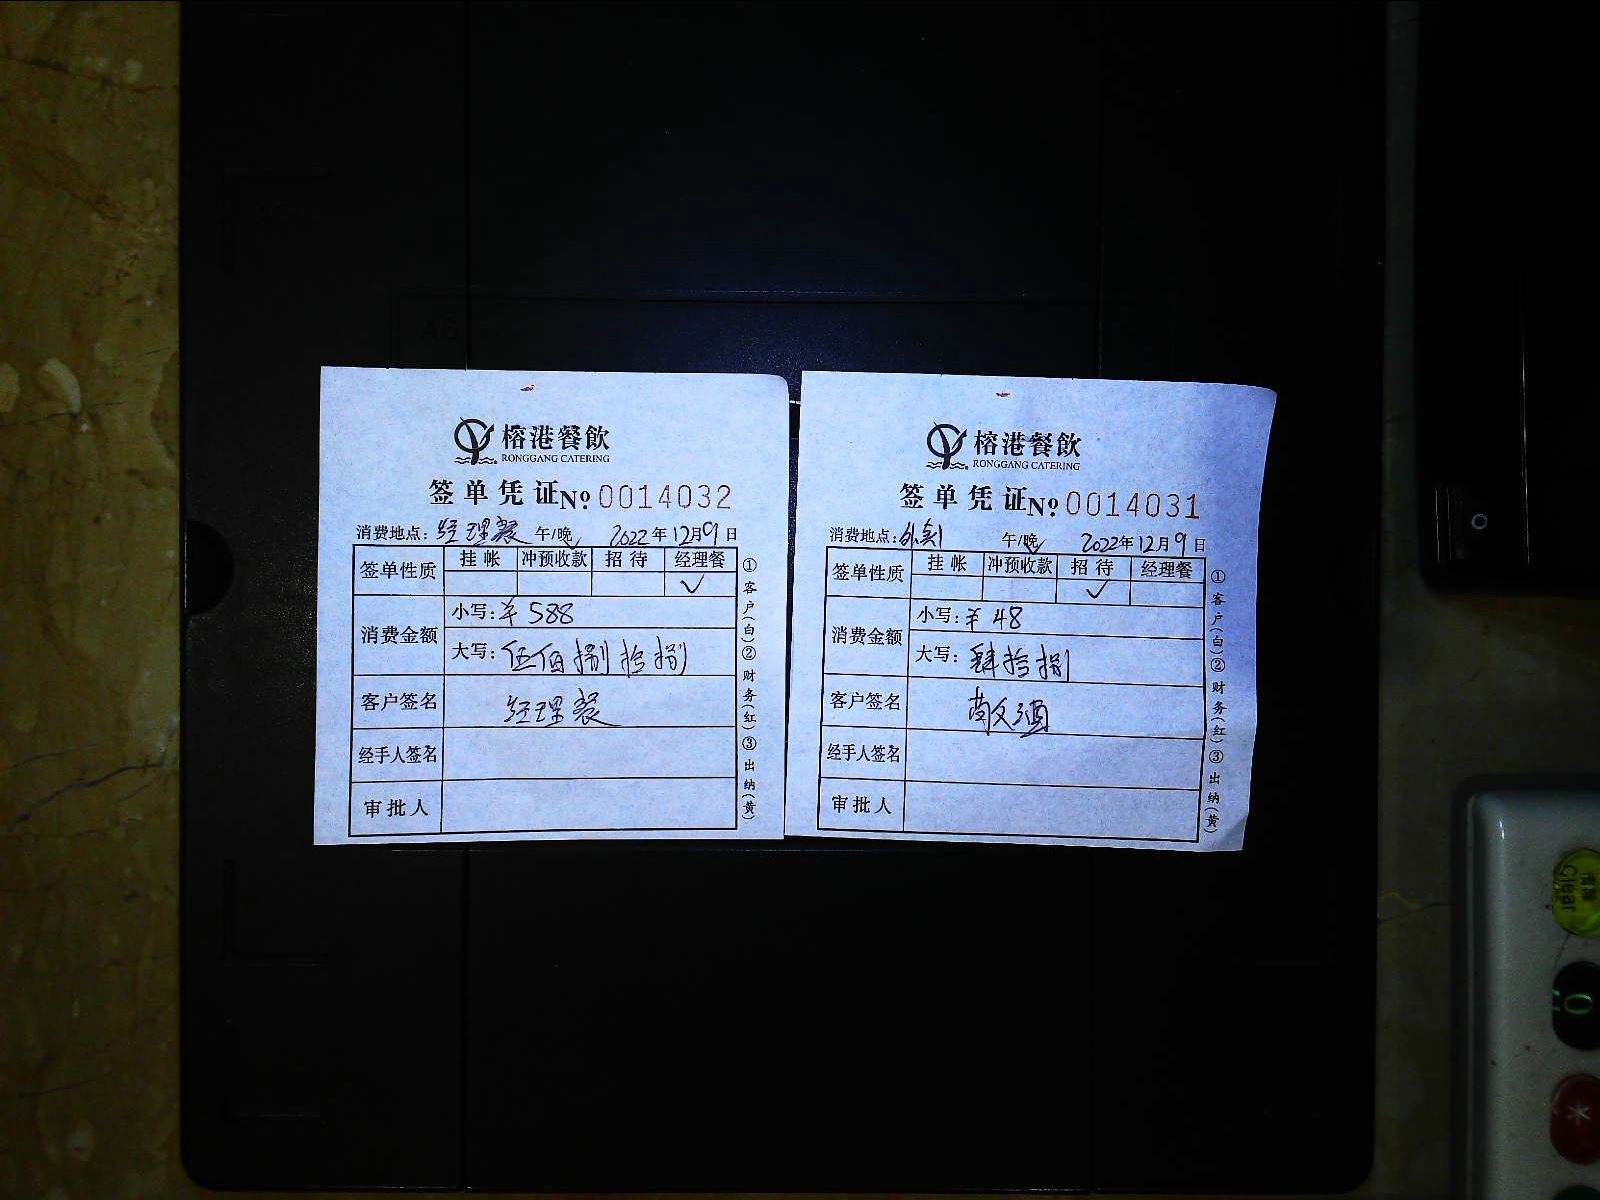 榕港餐飲
RONGGANG CATERING
签单凭证 № 0014032
消费地点：经理餐 午/晚 2022年12月9日
签单性质 挂帐 冲预收款 招待 经理餐
✓
消费金额 小写：¥ 588
大写：伍佰捌拾捌
客户签名 经理餐
经手人签名
审批人
①客户(白)②财务(红)③出纳(黄)
榕港餐飲
RONGGANG CATERING
签单凭证 № 0014031
消费地点： 午/晚 2022年12月9日
签单性质 挂帐 冲预收款 招待 经理餐
✓
消费金额 小写：¥ 48
大写：肆拾捌
客户签名
经手人签名
审批人
①客户(白)②财务(红)③出纳(黄)
清除
Clear
0
*